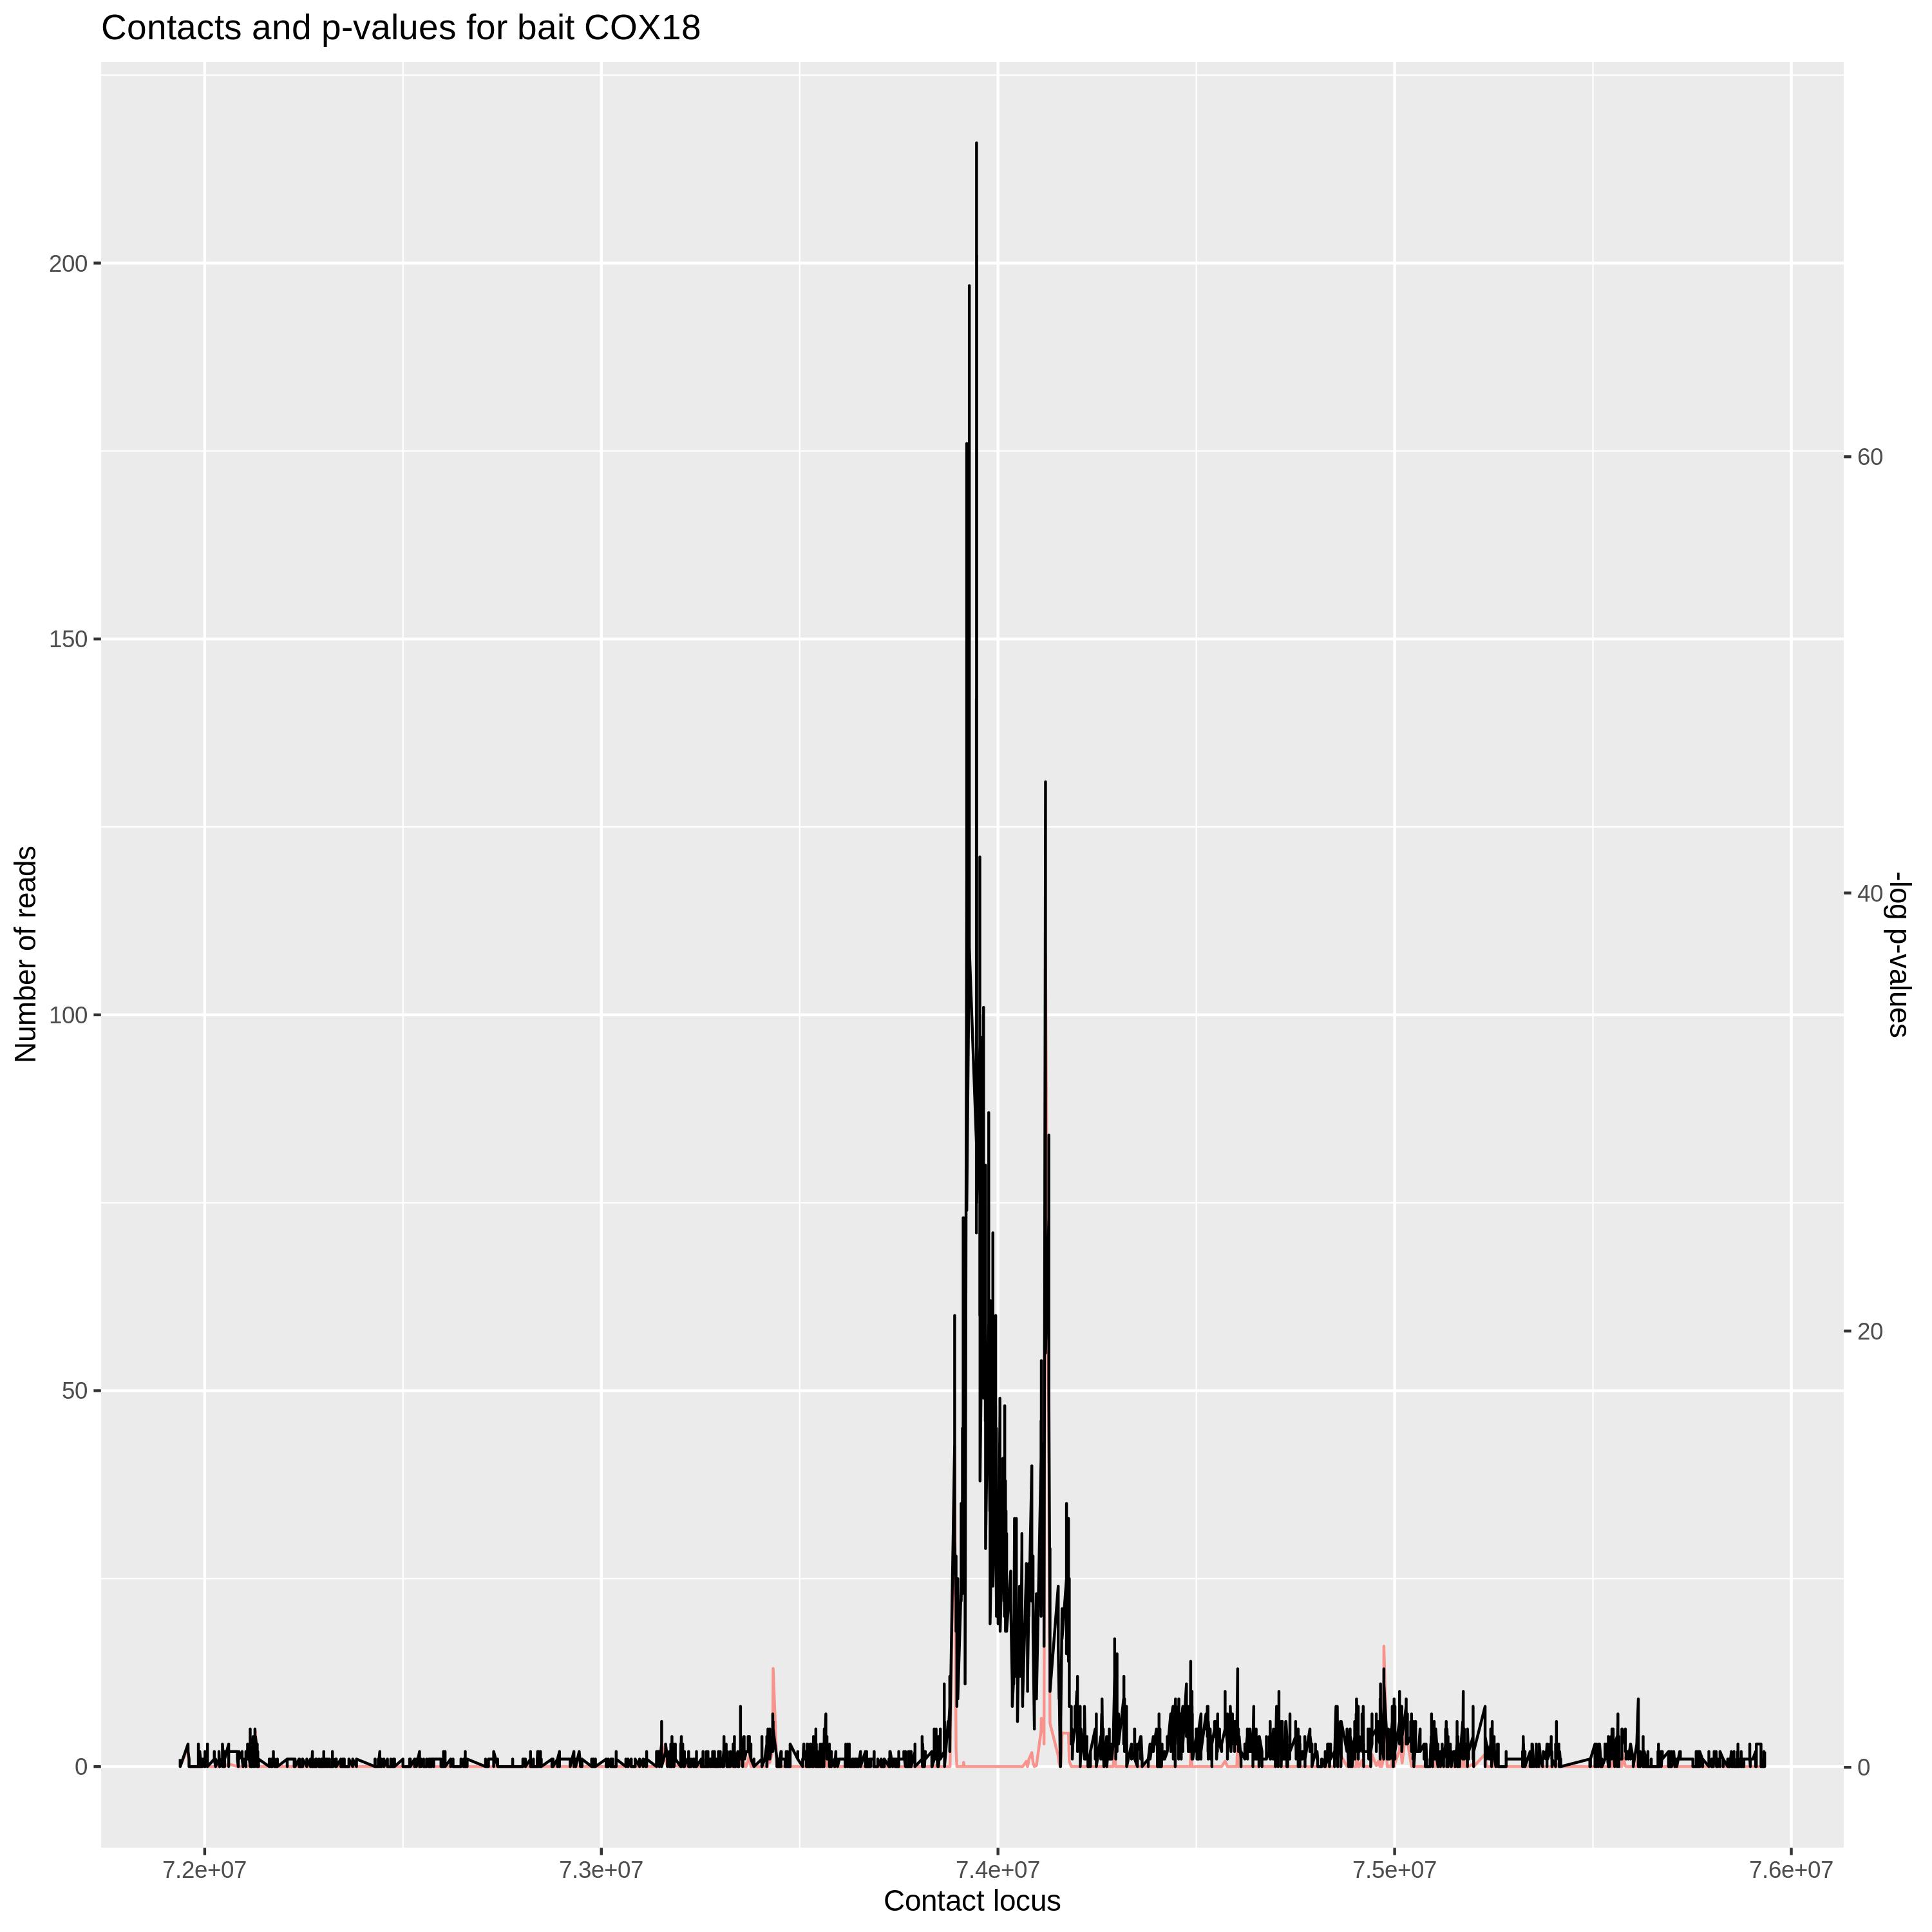 Contacts and p-values for bait COX18
200
150
100
50
0
Number of reads
60
40
20
0
-log p-values
7.2e+07
7.3e+07
7.4e+07
7.5e+07
7.6e+07
Contact locus